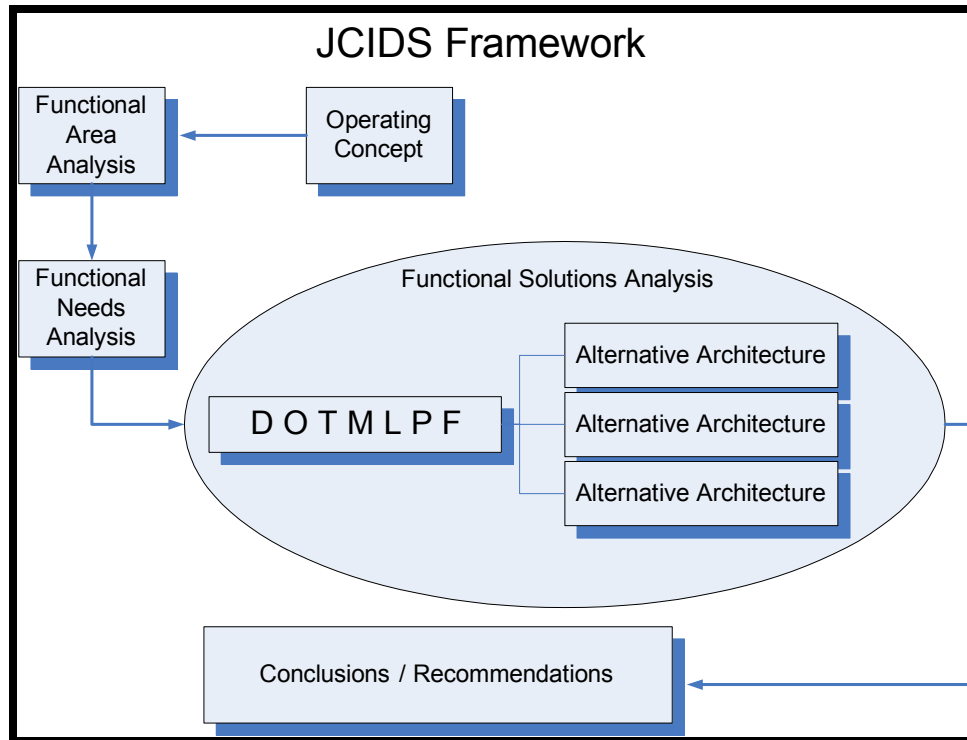 JCIDS Framework
Functional
Area
Analysis
Operating
Concept
Functional
Needs
Analysis
Functional Solutions Analysis
D O T M L P F
Alternative Architecture
Alternative Architecture
Alternative Architecture
Conclusions / Recommendations